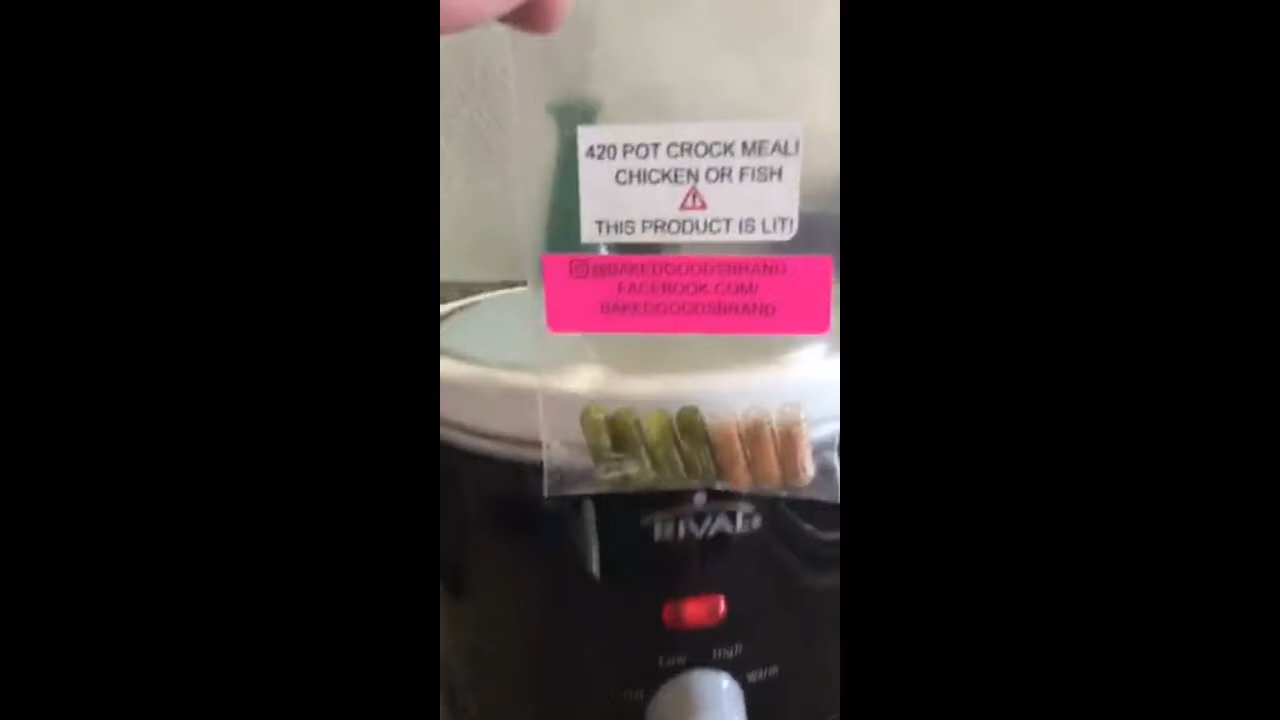 420 POT CROCK MEAL!
CHICKEN OR FISH
THIS PRODUCT IS LIT!
@BAKEDGOODSBRAND
FACEBOOK.COM/
BAKEDGOODSBRAND
RIVAL
Low High
Warm